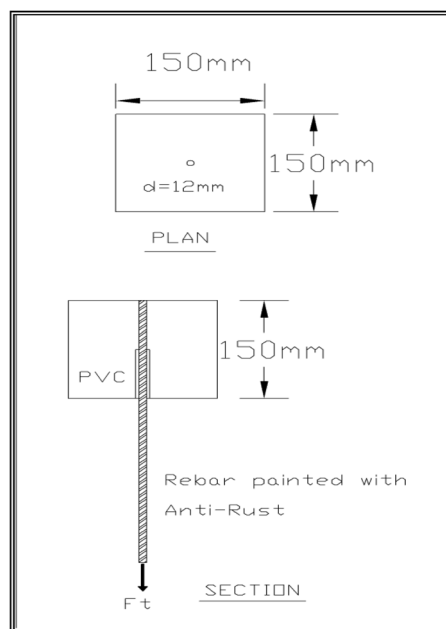 150mm
150mm
d=12mm
PLAN
150mm
PVC
Rebar painted with
Anti-Rust
SECTION
Ft